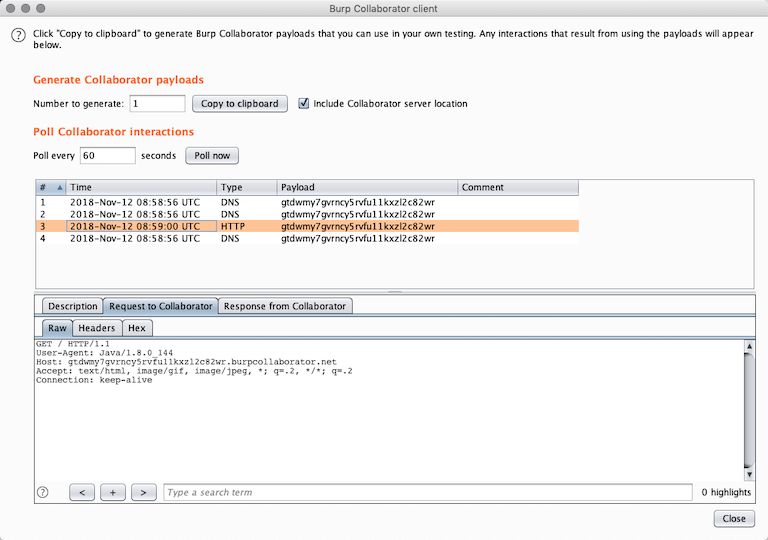 Burp Collaborator client
Click "Copy to clipboard" to generate Burp Collaborator payloads that you can use in your own testing. Any interactions that result from using the payloads will appear
below.
Generate Collaborator payloads
Number to generate: 1 Copy to clipboard Include Collaborator server location
Poll Collaborator interactions
Poll every 60 seconds Poll now
# Time Type Payload Comment
1 2018-Nov-12 08:58:56 UTC DNS gtdwmy7gvrncy5rvfu11kxzl2c82wr
2 2018-Nov-12 08:58:56 UTC DNS gtdwmy7gvrncy5rvfu11kxzl2c82wr
3 2018-Nov-12 08:59:00 UTC HTTP gtdwmy7gvrncy5rvfu11kxzl2c82wr
4 2018-Nov-12 08:58:56 UTC DNS gtdwmy7gvrncy5rvfu11kxzl2c82wr
Description Request to Collaborator Response from Collaborator
Raw Headers Hex
GET / HTTP/1.1
User-Agent: Java/1.8.0_144
Host: gtdwmy7gvrncy5rvfu11kxzl2c82wr.burpcollaborator.net
Accept: text/html, image/gif, image/jpeg, *; q=.2, */*; q=.2
Connection: keep-alive
? < + > Type a search term 0 highlights
Close